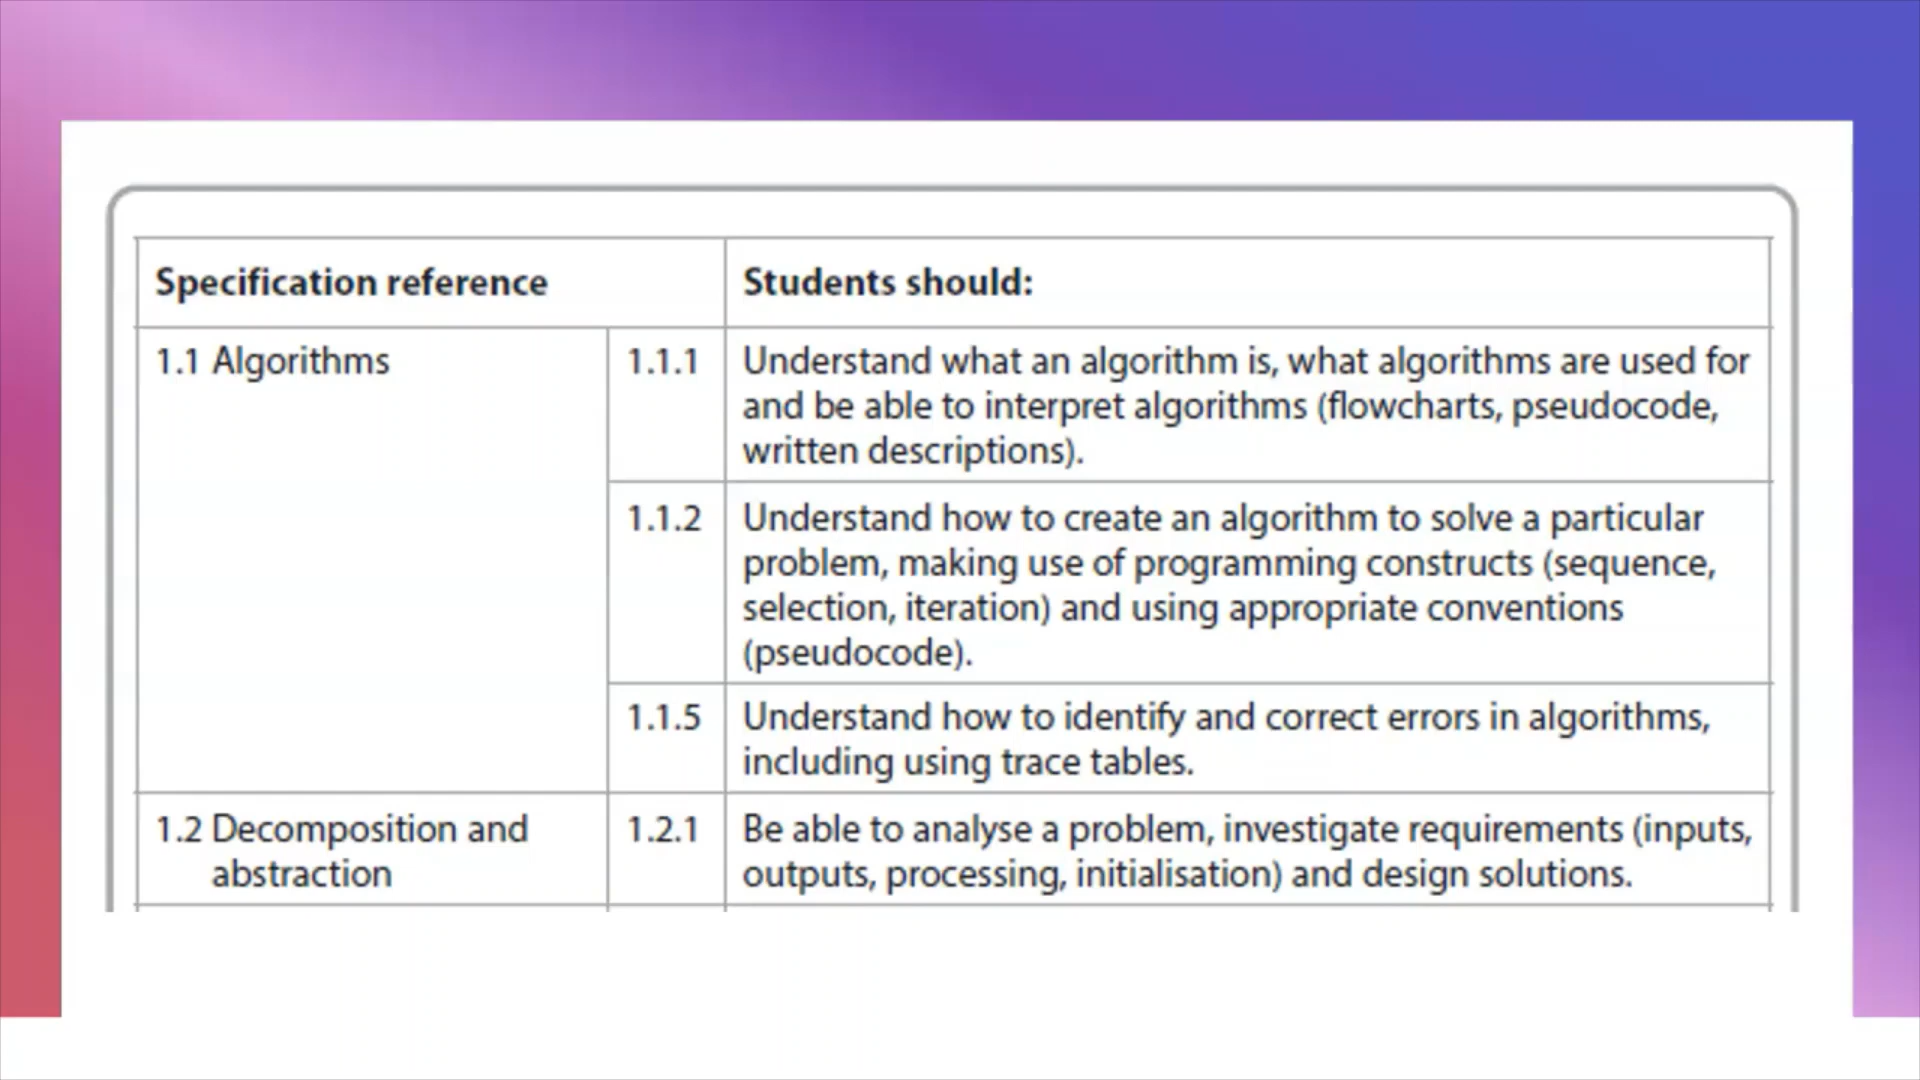 Specification reference
Students should:
1.1 Algorithms
1.1.1
Understand what an algorithm is, what algorithms are used for
and be able to interpret algorithms (flowcharts, pseudocode,
written descriptions).
1.1.2
Understand how to create an algorithm to solve a particular
problem, making use of programming constructs (sequence,
selection, iteration) and using appropriate conventions
(pseudocode).
1.1.5
Understand how to identify and correct errors in algorithms,
including using trace tables.
1.2 Decomposition and
abstraction
1.2.1
Be able to analyse a problem, investigate requirements (inputs,
outputs, processing, initialisation) and design solutions.